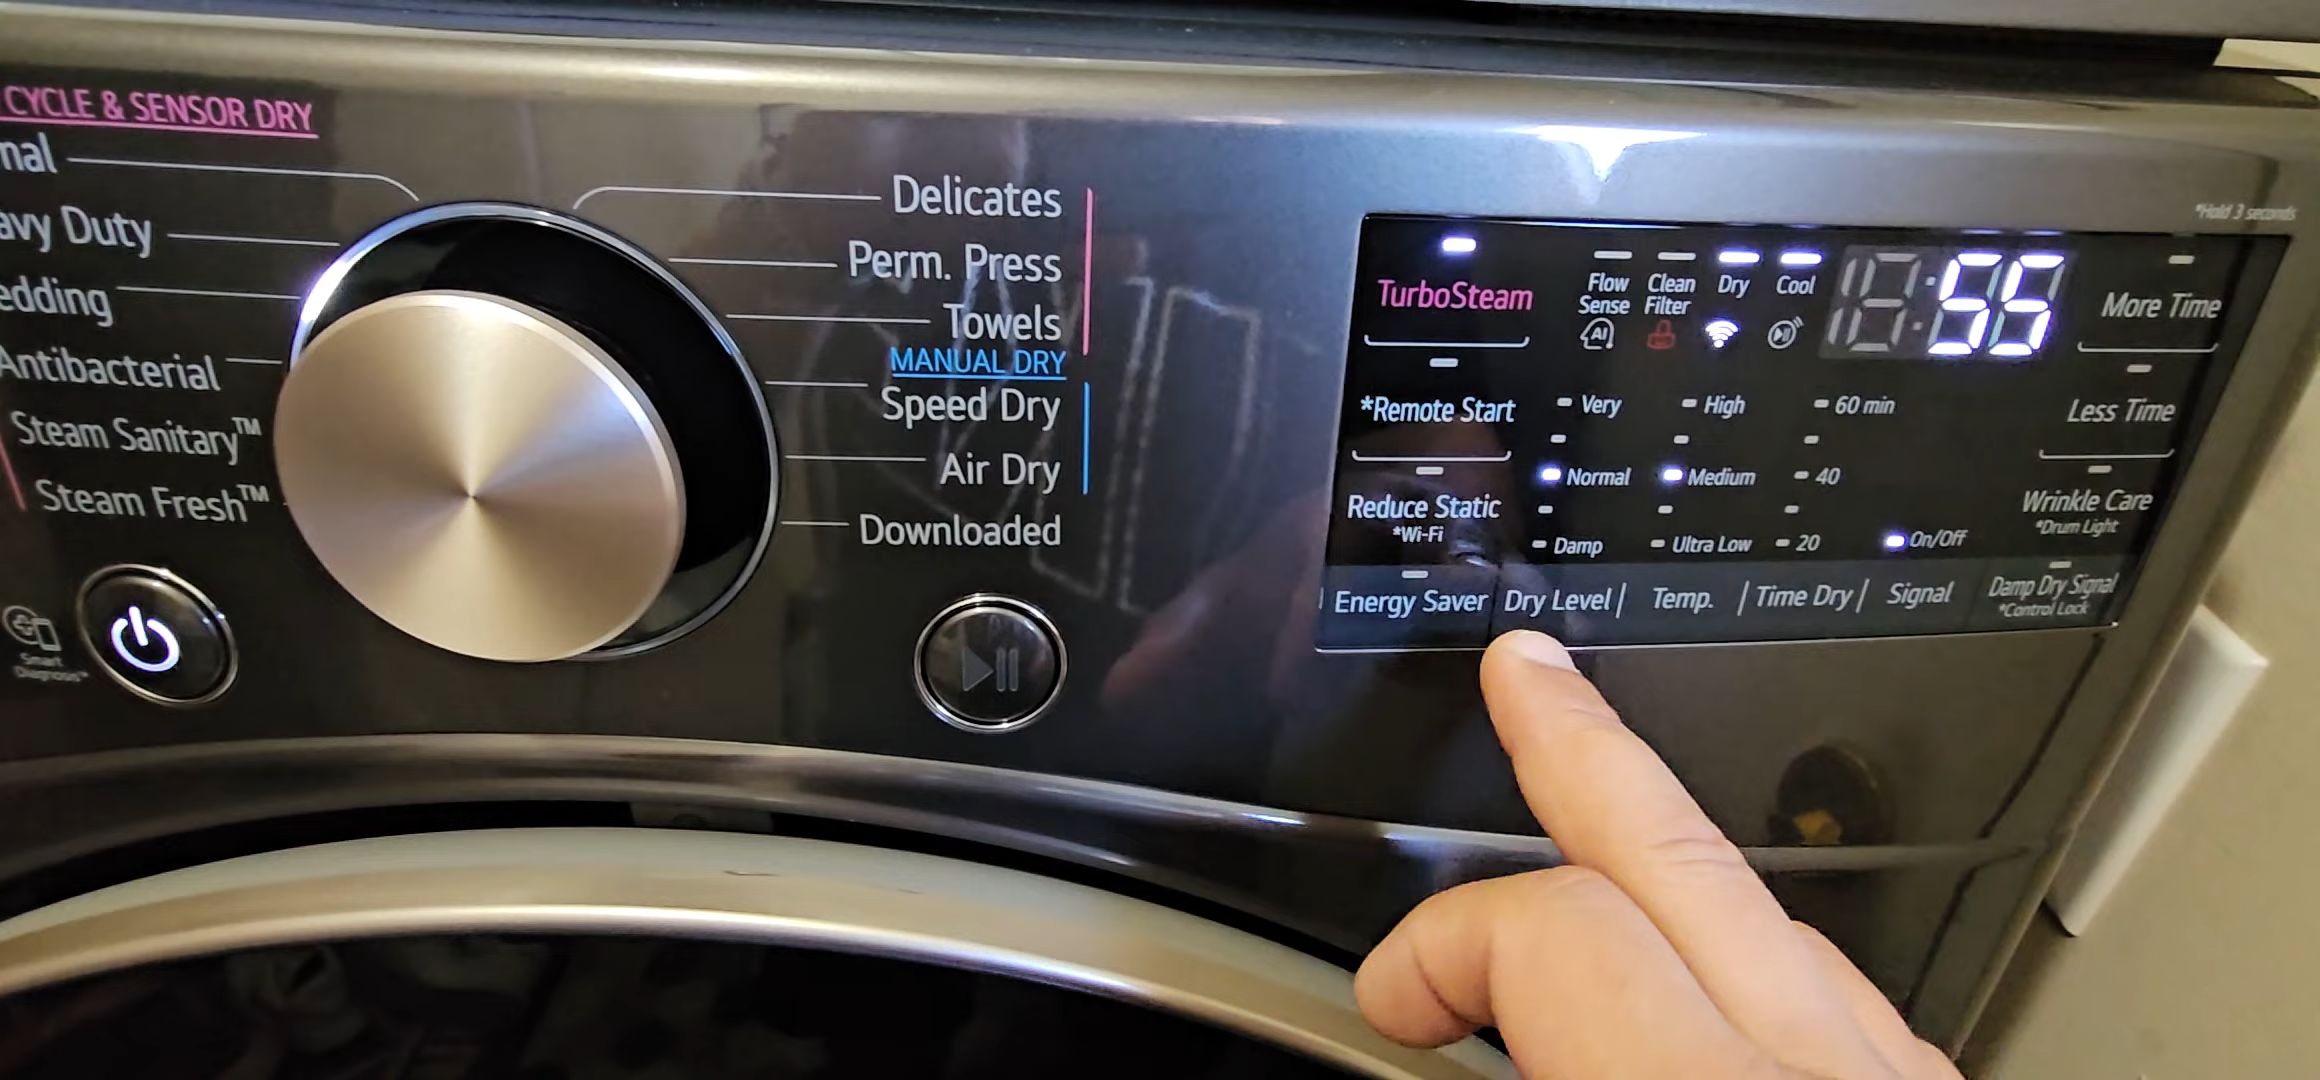 CYCLE & SENSOR DRY
nal
avy Duty
edding
Antibacterial
Steam Sanitary™
Steam Fresh™
Smart
Diagnosis™
Delicates
Perm. Press
Towels
MANUAL DRY
Speed Dry
Air Dry
Downloaded
*Hold 3 seconds
TurboSteam
*Remote Start
Reduce Static
*Wi-Fi
Energy Saver
Flow
Sense
AI
Clean
Filter
Dry
Cool
55
Very
Normal
Damp
Dry Level
High
Medium
Ultra Low
Temp.
60 min
40
20
Time Dry
On/Off
Signal
More Time
Less Time
Wrinkle Care
*Drum Light
Damp Dry Signal
*Control Lock